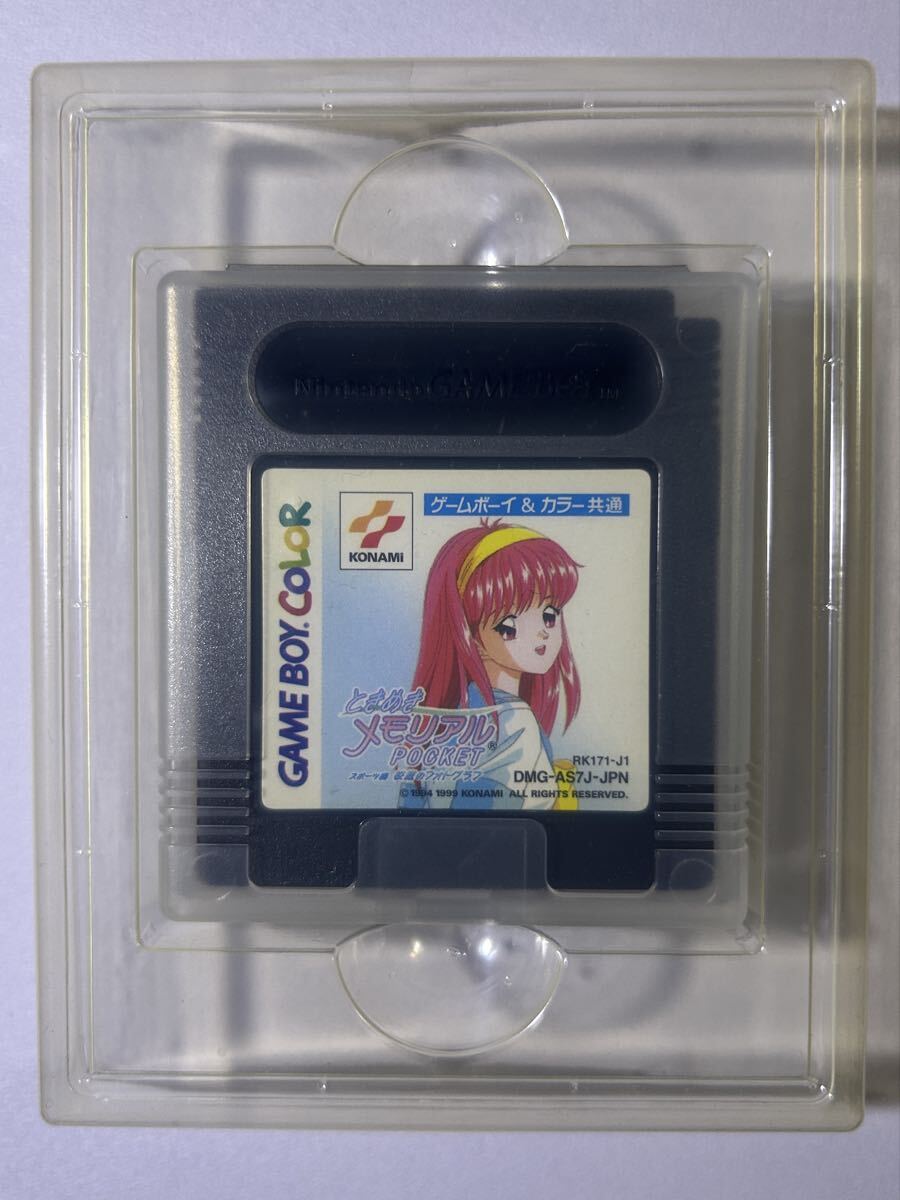 Nintendo GAME BOY TM
GAME BOY COLOR
KONAMI
ゲームボーイ & カラー共通
ときめき
メモリアル®
POCKET
スポーツ編 校庭のフォトグラフ
RK171-J1
DMG-AS7J-JPN
© 1994 1999 KONAMI ALL RIGHTS RESERVED.